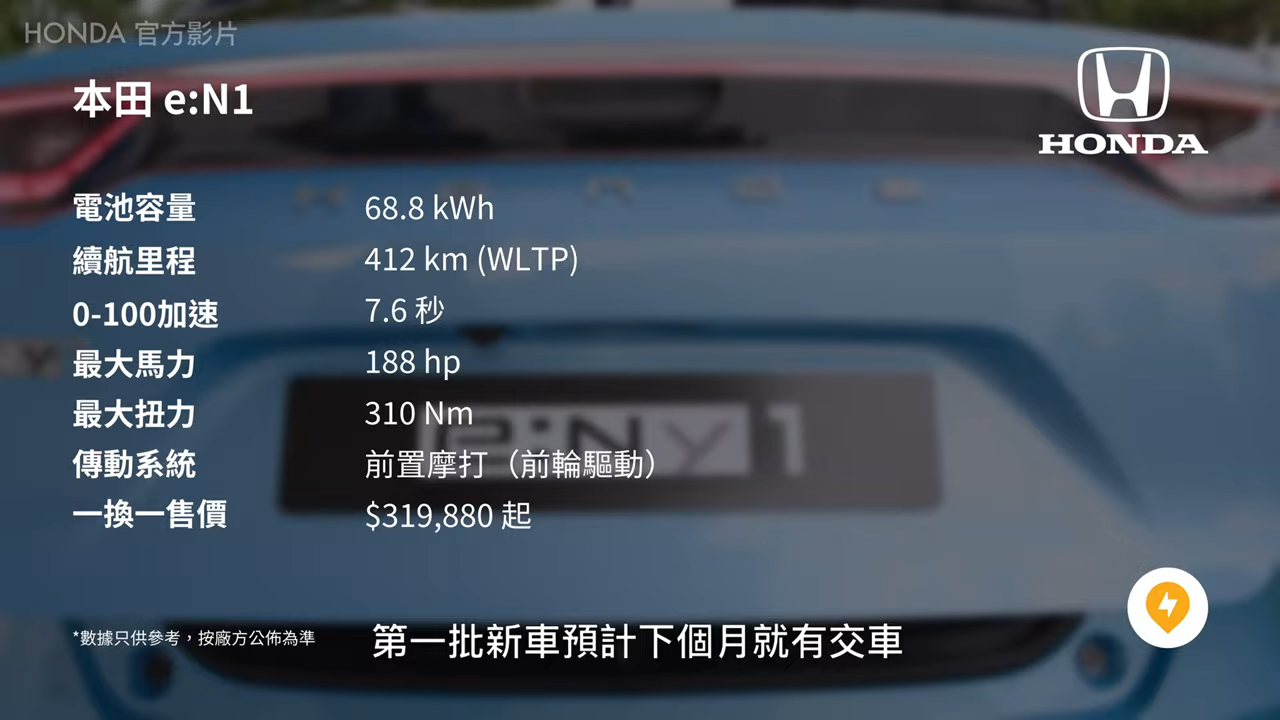 HONDA 官方影片
本田 e:N1
HONDA
電池容量 68.8 kWh
續航里程 412 km (WLTP)
0-100加速 7.6 秒
最大馬力 188 hp
最大扭力 310 Nm
傳動系統 前置摩打（前輪驅動）
一換一售價 $319,880 起
e:Ny1
*數據只供參考，按廠方公佈為準
第一批新車預計下個月就有交車